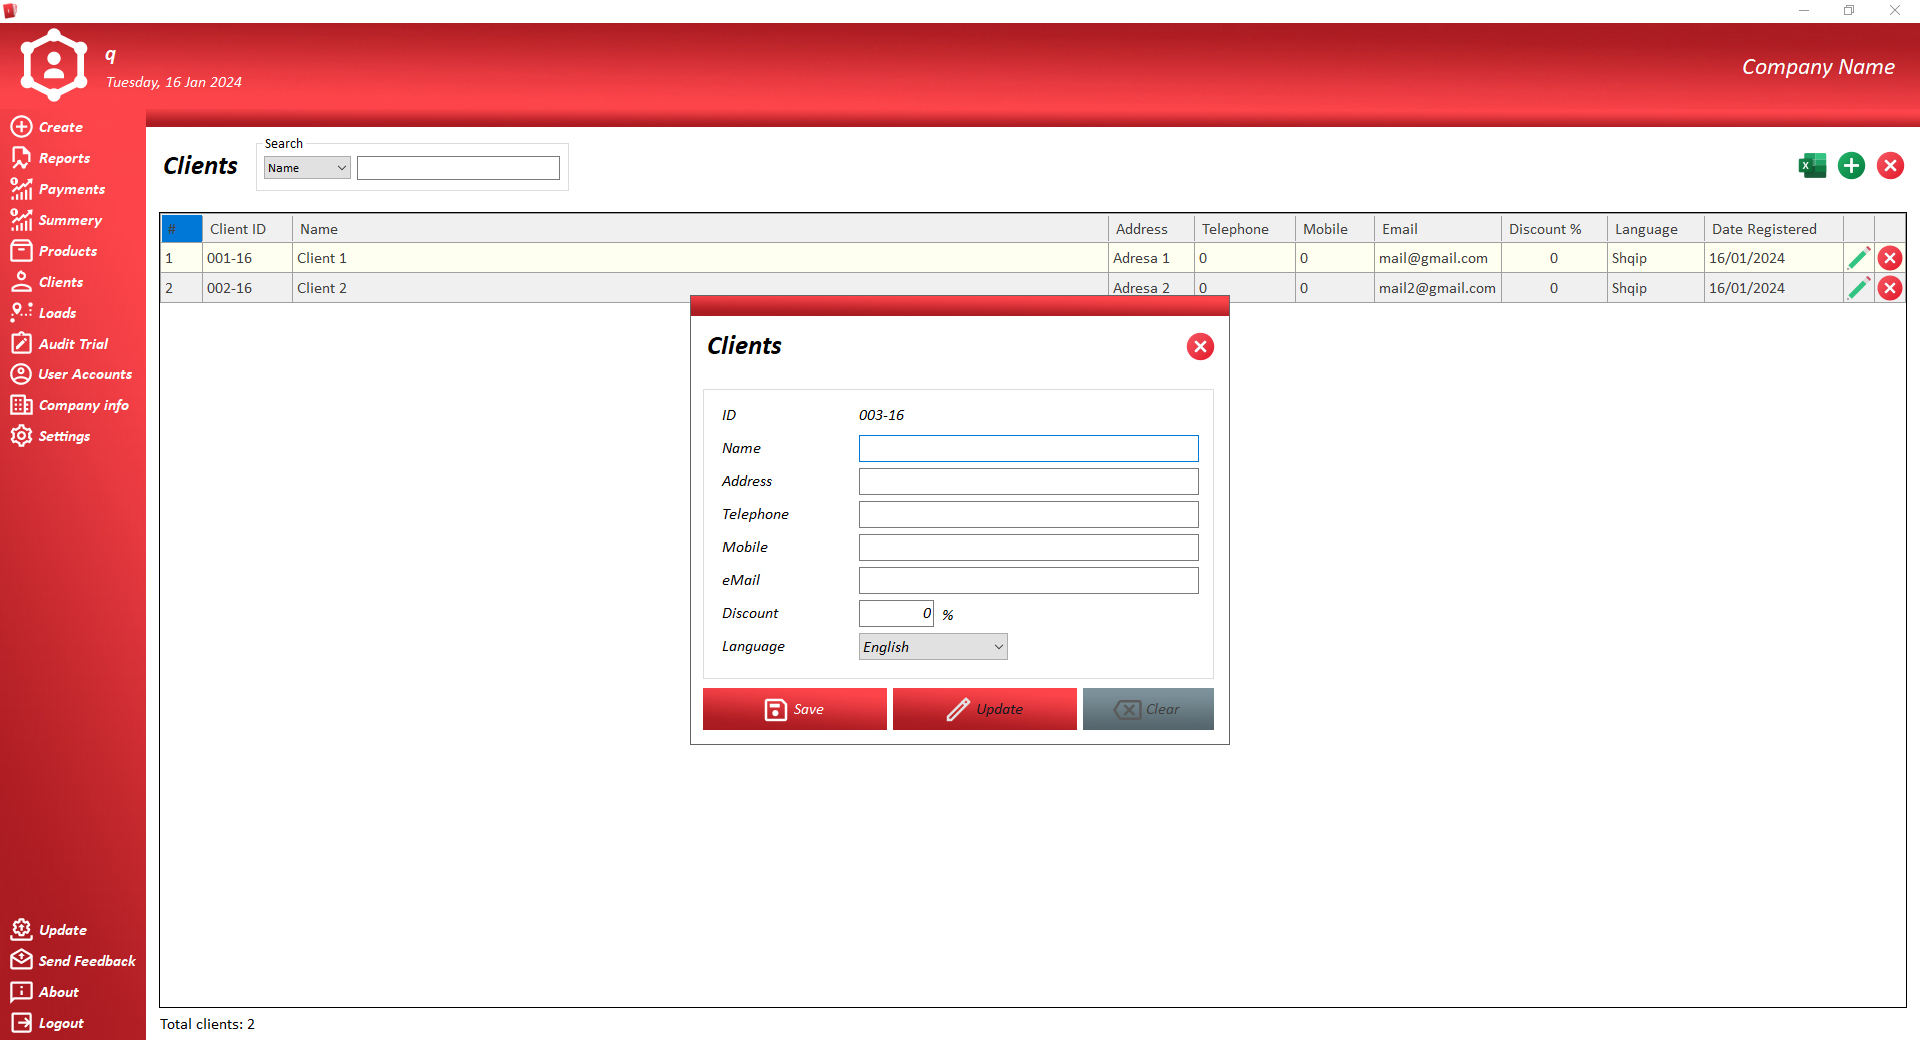 q
Tuesday, 16 Jan 2024
Company Name
Create
Reports
Payments
Summery
Products
Clients
Loads
Audit Trial
User Accounts
Company info
Settings
Update
Send Feedback
About
Logout
Clients
Search
Name
# Client ID Name Address Telephone Mobile Email Discount % Language Date Registered
1 001-16 Client 1 Adresa 1 0 0 mail@gmail.com 0 Shqip 16/01/2024
2 002-16 Client 2 Adresa 2 0 0 mail2@gmail.com 0 Shqip 16/01/2024
Clients
ID 003-16
Name
Address
Telephone
Mobile
eMail
Discount 0 %
Language English
Save Update Clear
Total clients: 2